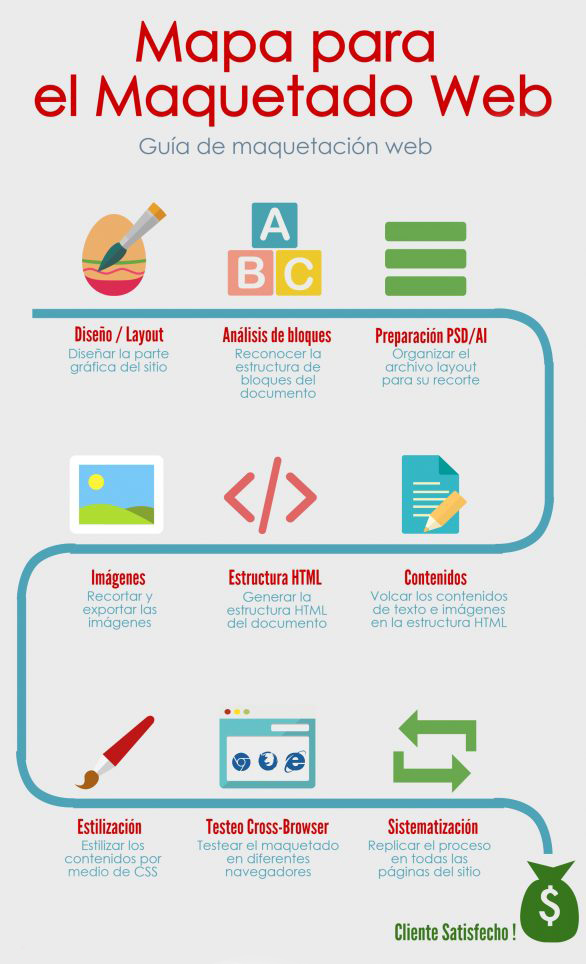 Mapa para
el Maquetado Web
Guía de maquetación web
A
B C
Diseño / Layout
Diseñar la parte
gráfica del sitio
Análisis de bloques
Reconocer la
estructura de
bloques del
documento
Preparación PSD/AI
Organizar el
archivo layout
para su recorte
</>
Imágenes
Recortar y
exportar las
imágenes
Estructura HTML
Generar la
estructura HTML
del documento
Contenidos
Volcar los contenidos
de texto e imágenes
en la estructura HTML
Estilización
Estilizar los
contenidos por
medio de CSS
Testeo Cross-Browser
Testear el maquetado
en diferentes
navegadores
Sistematización
Replicar el proceso
en todas las
páginas del sitio
$
Cliente Satisfecho !